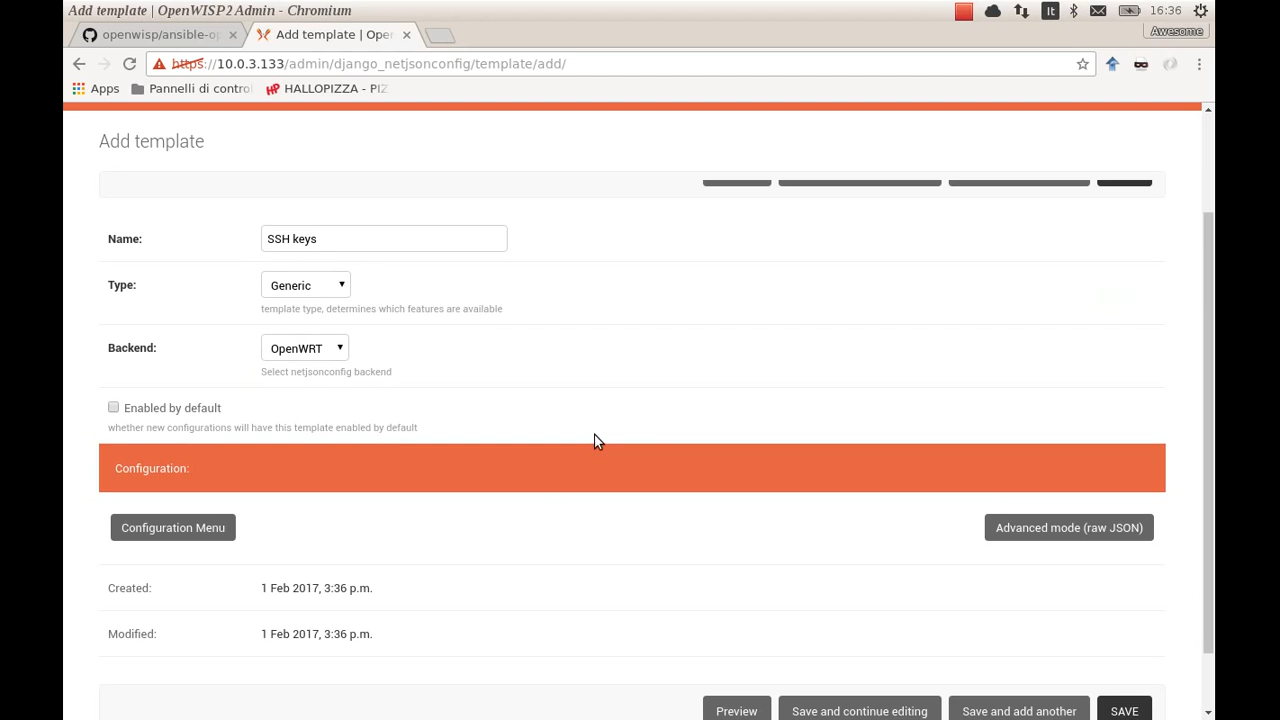 Add template | OpenWISP2 Admin - Chromium
It
16:36
openwisp/ansible-op
Add template | Ope
Awesome
https://10.0.3.133/admin/django_netjsonconfig/template/add/
Apps
Pannelli di control
HALLOPIZZA - PIZ
Add template
Name:
SSH keys
Type:
Generic
template type, determines which features are available
Backend:
OpenWRT
Select netjsonconfig backend
Enabled by default
whether new configurations will have this template enabled by default
Configuration:
Configuration Menu
Advanced mode (raw JSON)
Created:
1 Feb 2017, 3:36 p.m.
Modified:
1 Feb 2017, 3:36 p.m.
Preview
Save and continue editing
Save and add another
SAVE